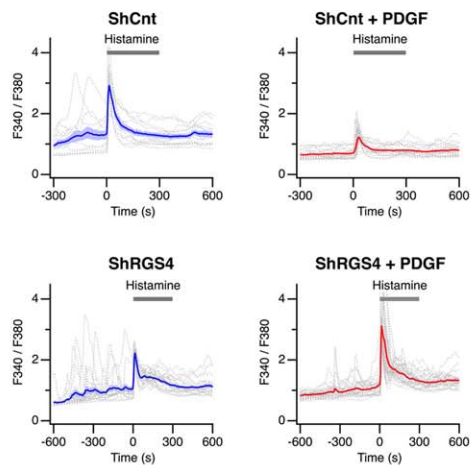 ShCnt
Histamine
F340 / F380
4
2
0
-300
0
300
600
Time (s)
ShCnt + PDGF
Histamine
F340 / F380
4
2
0
-300
0
300
600
Time (s)
ShRGS4
Histamine
F340 / F380
4
2
0
-600
-300
0
300
600
Time (s)
ShRGS4 + PDGF
Histamine
F340 / F380
4
2
0
-600
-300
0
300
600
Time (s)